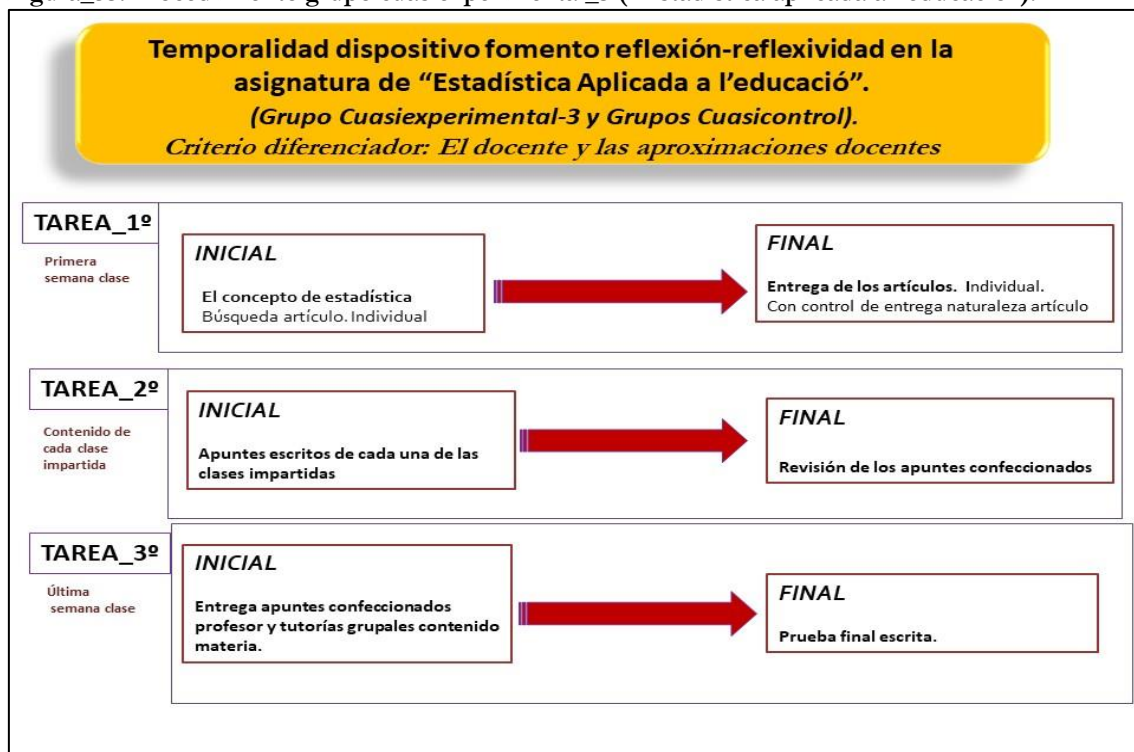 Temporalidad dispositivo fomento reflexión-reflexividad en la
asignatura de “Estadística Aplicada a l’educació”.
(Grupo Cuasiexperimental-3 y Grupos Cuasicontrol).
Criterio diferenciador: El docente y las aproximaciones docentes
TAREA_1º
Primera
semana clase
INICIAL
El concepto de estadística
Búsqueda artículo. Individual
FINAL
Entrega de los artículos. Individual.
Con control de entrega naturaleza artículo
TAREA_2º
Contenido de
cada clase
impartida
INICIAL
Apuntes escritos de cada una de las
clases impartidas
FINAL
Revisión de los apuntes confeccionados
TAREA_3º
Última
semana clase
INICIAL
Entrega apuntes confeccionados
profesor y tutorías grupales contenido
materia.
FINAL
Prueba final escrita.